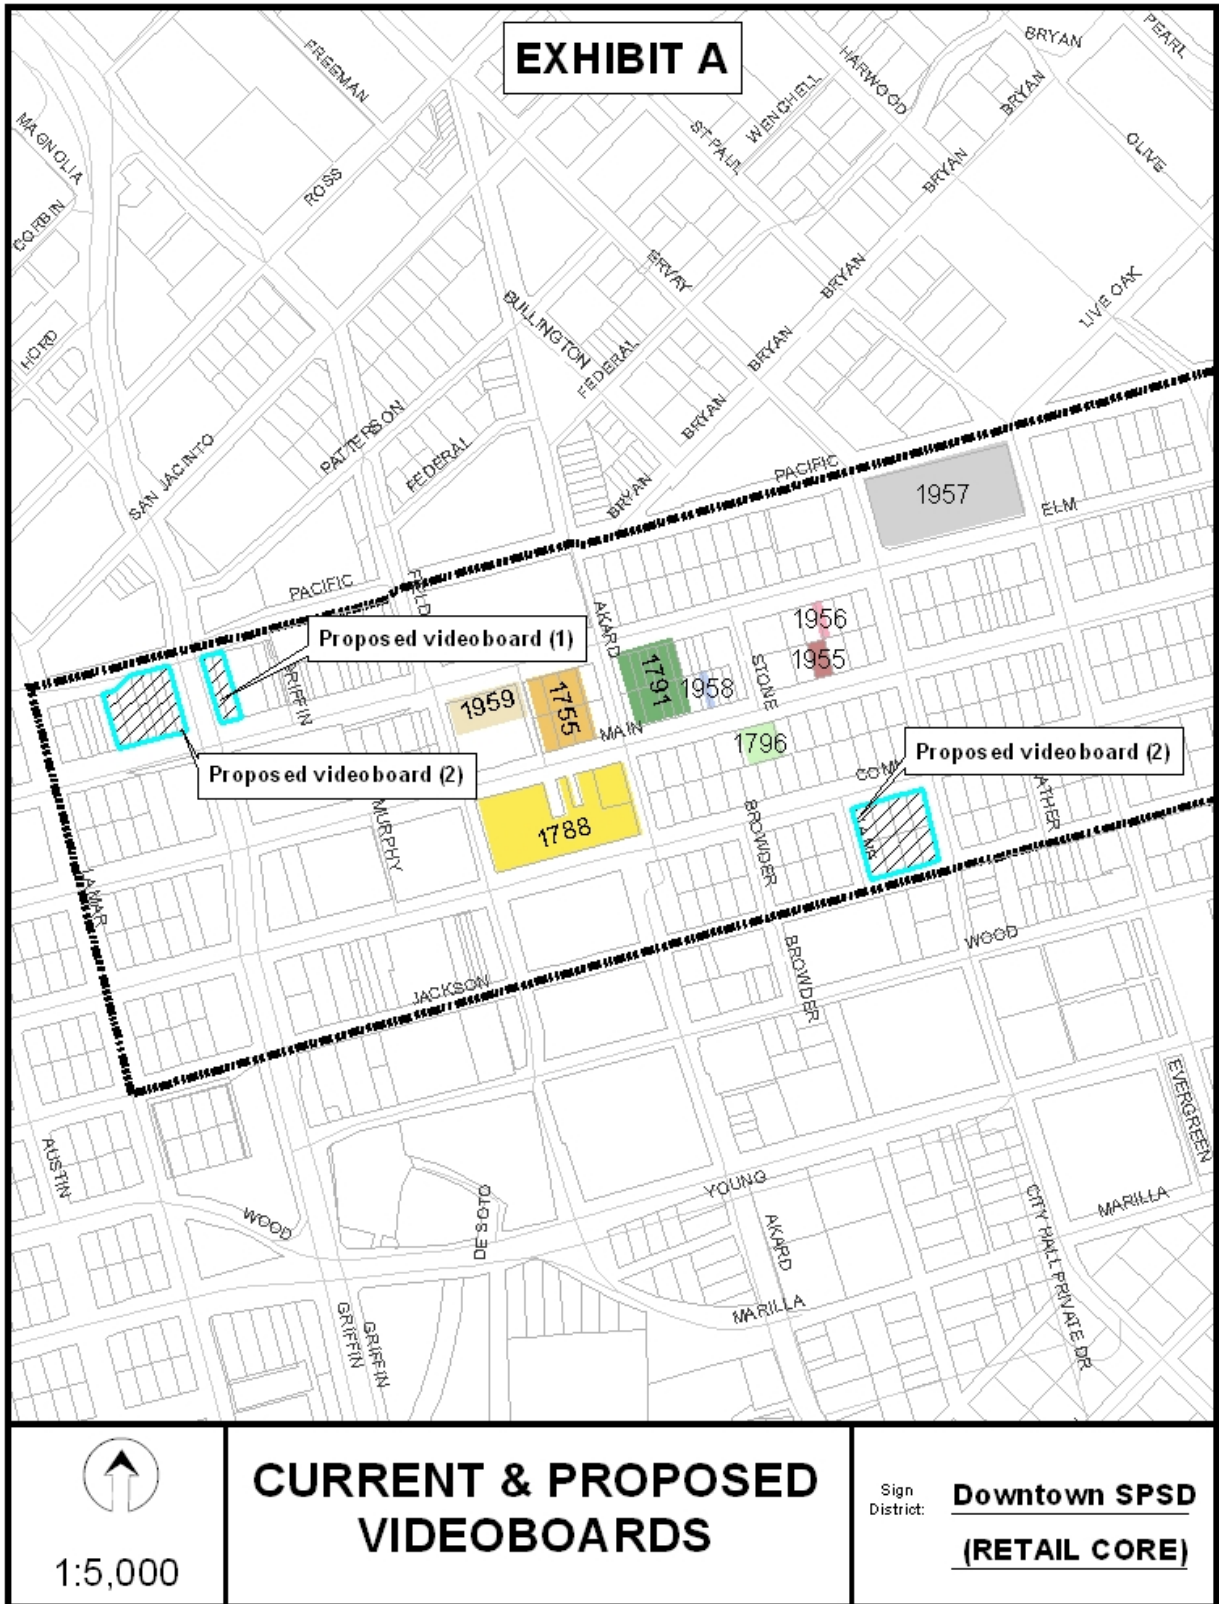 EXHIBIT A
BRYAN
PEARL
FREEMAN
HARWOOD
WENCHELL
BRYAN
ST PAUL
MAGNOLIA
OLIVE
BRYAN
ROSS
CORBIN
ERVAY
BRYAN
LIVE OAK
BULLINGTON
HORD
FEDERAL
BRYAN
BRYAN
PATTERSON
SAN JACINTO
FEDERAL
PACIFIC
BRYAN
1957
ELM
PACIFIC
AKARD
1956
Proposed videoboard (1)
1955
STONE
GRIFFIN
1791
1958
1959
1755
MAIN
1796
Proposed videoboard (2)
Proposed videoboard (2)
MURPHY
1788
BROWDER
LAMAR
WOOD
BROWDER
JACKSON
EVERGREEN
AUSTIN
YOUNG
MARILLA
WOOD
DE SOTO
AKARD
CITY HALL PRIVATE DR
MARILLA
GRIFFIN
GRIFFIN
1:5,000
CURRENT & PROPOSED
VIDEOBOARDS
Sign
District:
Downtown SPSD
(RETAIL CORE)